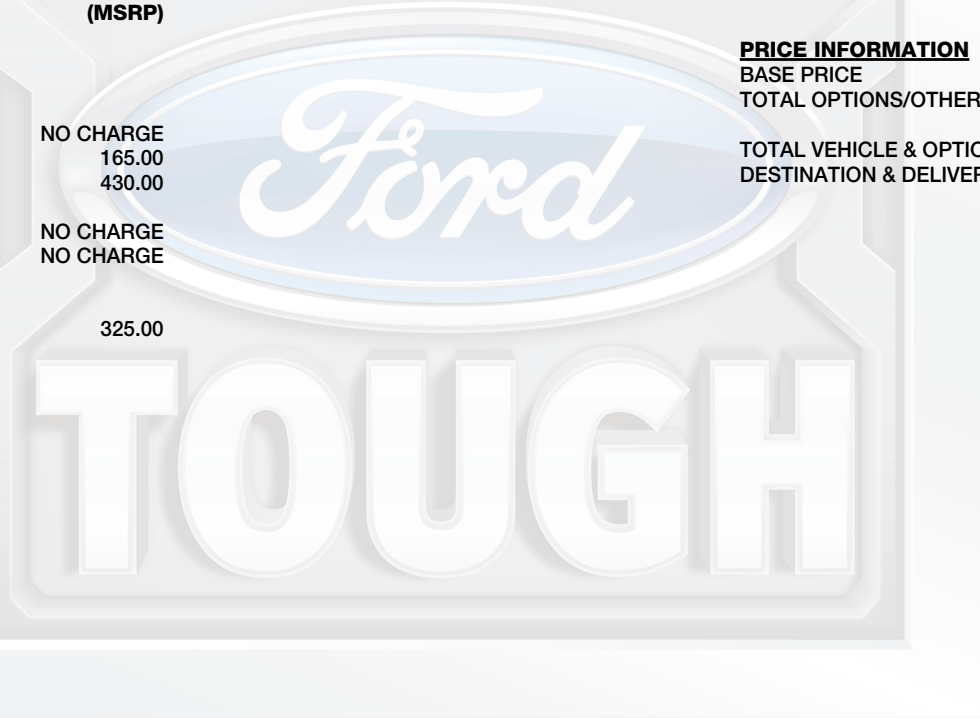 (MSRP)
NO CHARGE
165.00
430.00
NO CHARGE
NO CHARGE
325.00
PRICE INFORMATION
BASE PRICE
TOTAL OPTIONS/OTHER
TOTAL VEHICLE & OPTIO
DESTINATION & DELIVER
Ford
TOUGH